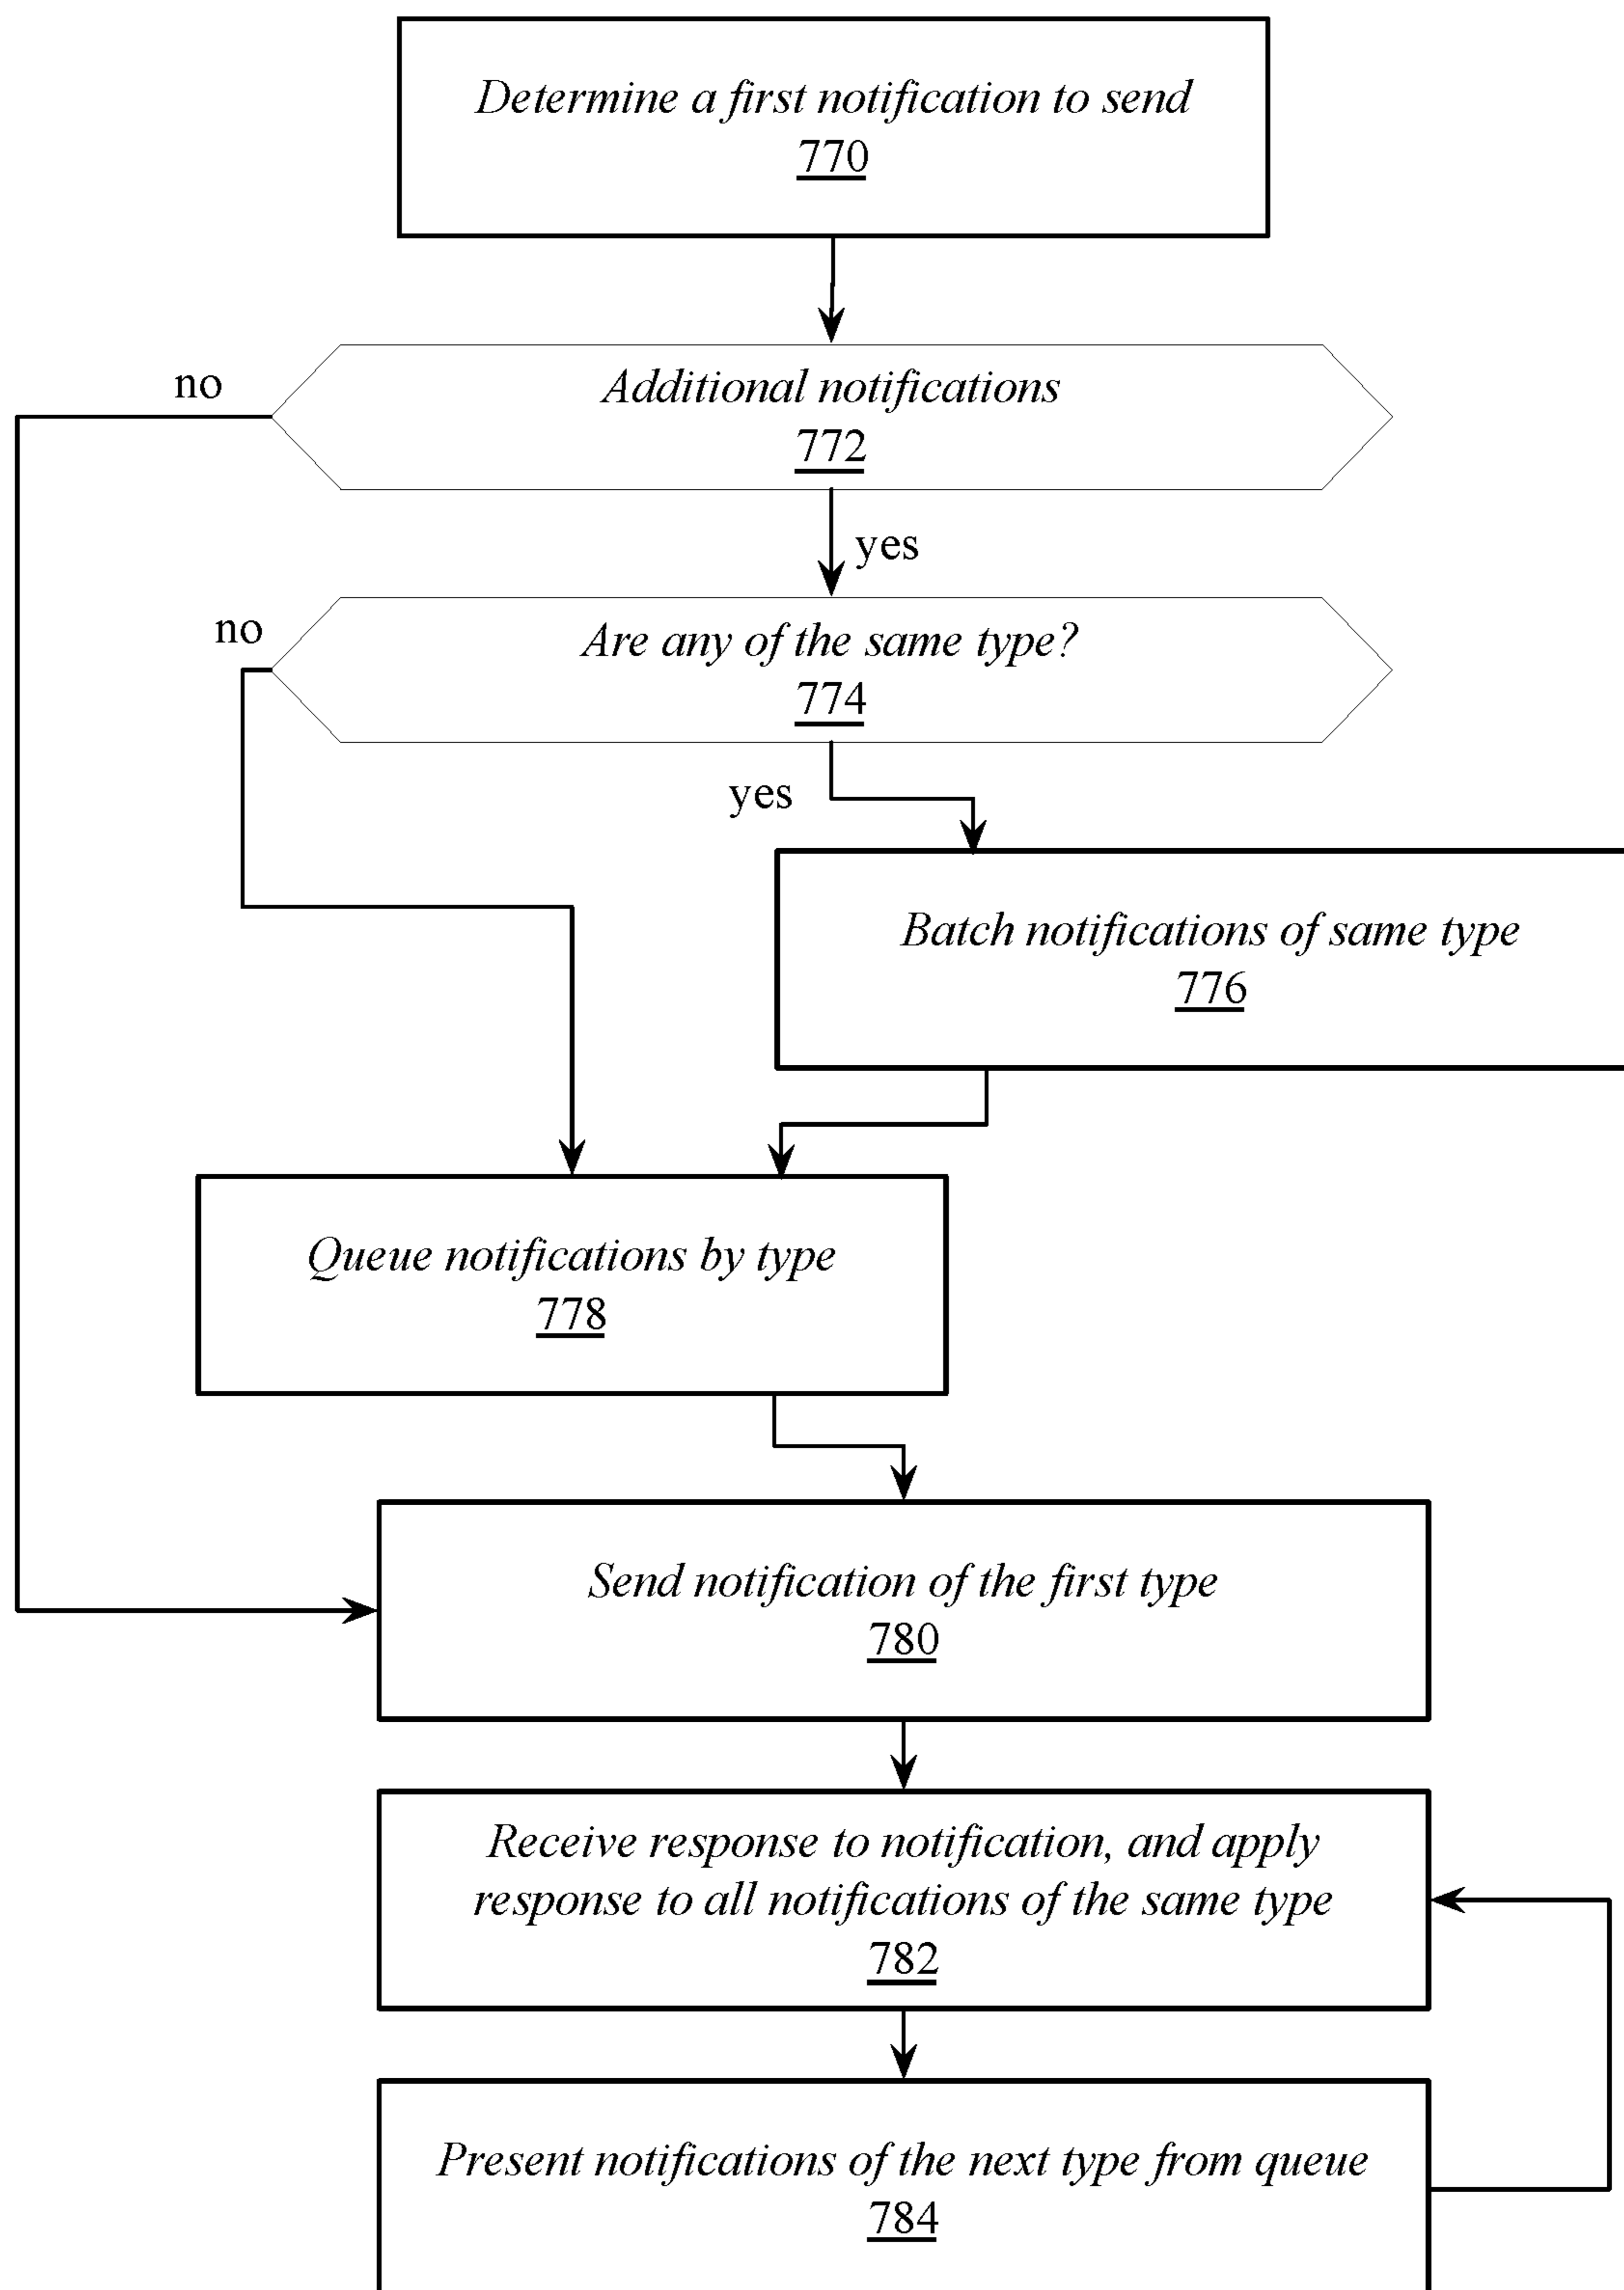 Determine a first notification to send
770
no
Additional notifications
772
yes
no
Are any of the same type?
774
yes
Batch notifications of same type
776
Queue notifications by type
778
Send notification of the first type
780
Receive response to notification, and apply
response to all notifications of the same type
782
Present notifications of the next type from queue
784